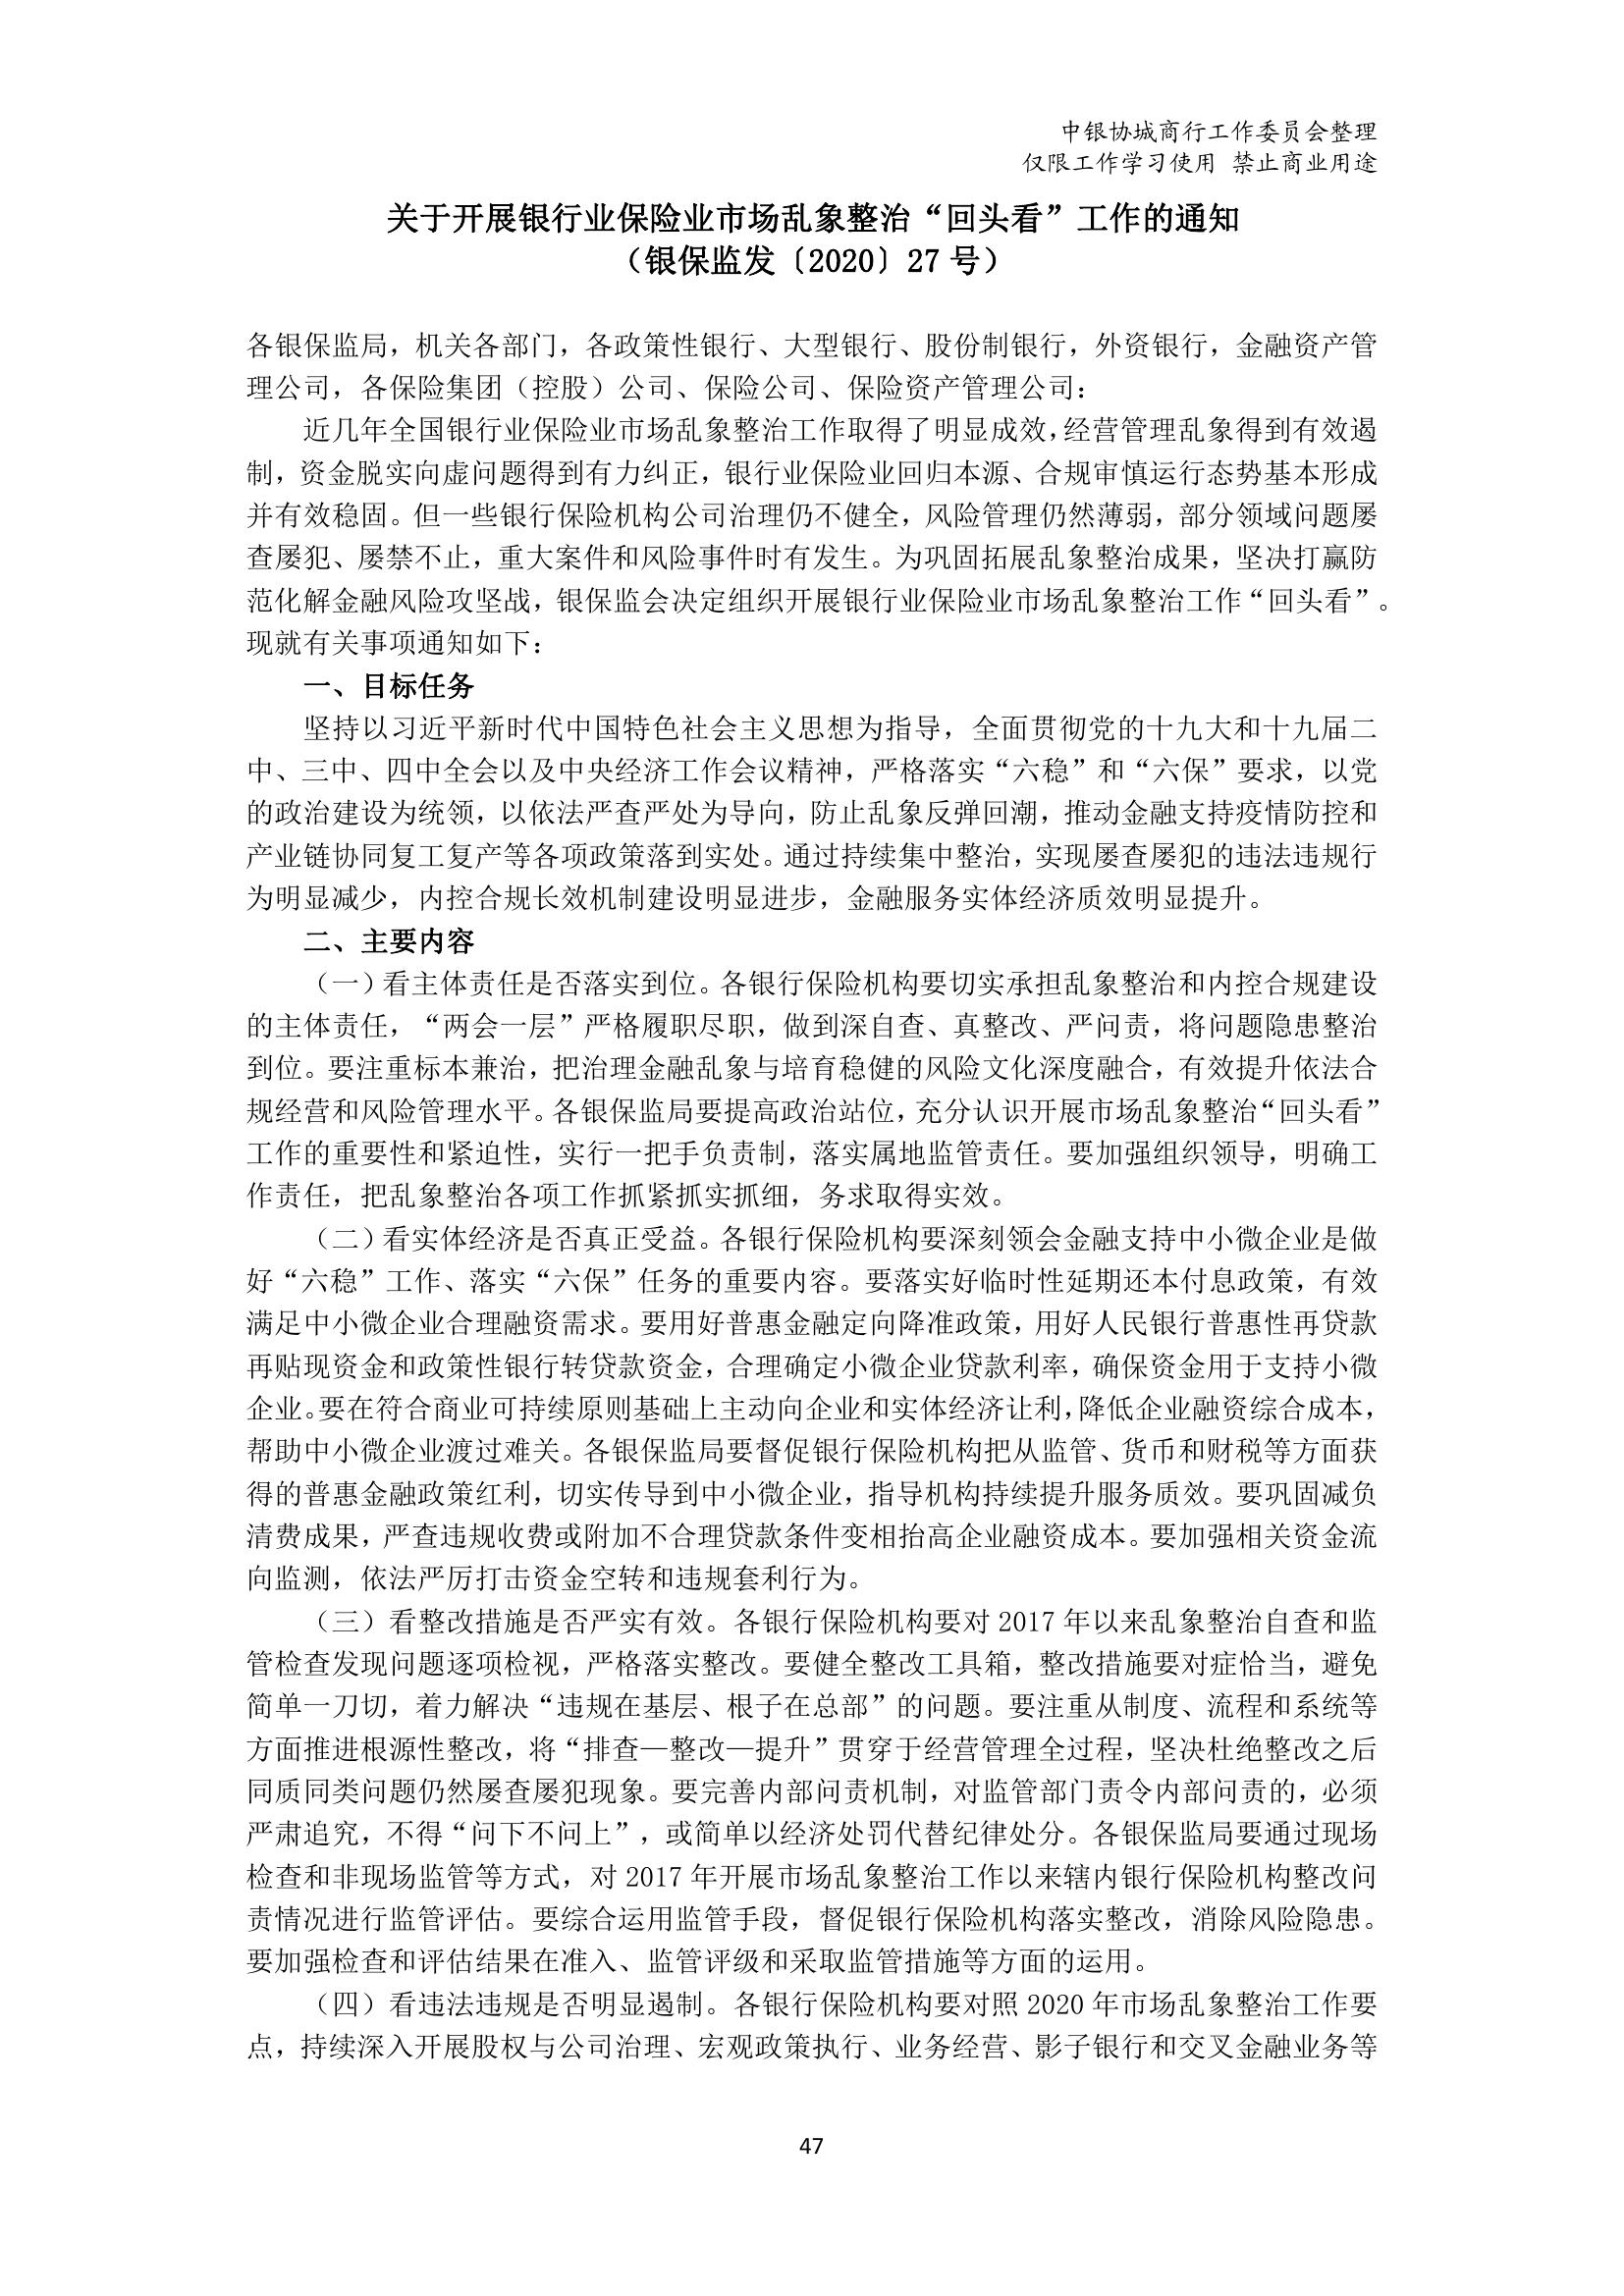 中银协城商行工作委员会整理
仅限工作学习使用 禁止商业用途
关于开展银行业保险业市场乱象整治“回头看”工作的通知
（银保监发〔2020〕27 号）
各银保监局，机关各部门，各政策性银行、大型银行、股份制银行，外资银行，金融资产管
理公司，各保险集团（控股）公司、保险公司、保险资产管理公司：
近几年全国银行业保险业市场乱象整治工作取得了明显成效，经营管理乱象得到有效遏
制，资金脱实向虚问题得到有力纠正，银行业保险业回归本源、合规审慎运行态势基本形成
并有效稳固。但一些银行保险机构公司治理仍不健全，风险管理仍然薄弱，部分领域问题屡
查屡犯、屡禁不止，重大案件和风险事件时有发生。为巩固拓展乱象整治成果，坚决打赢防
范化解金融风险攻坚战，银保监会决定组织开展银行业保险业市场乱象整治工作“回头看”。
现就有关事项通知如下：
一、目标任务
坚持以习近平新时代中国特色社会主义思想为指导，全面贯彻党的十九大和十九届二
中、三中、四中全会以及中央经济工作会议精神，严格落实“六稳”和“六保”要求，以党
的政治建设为统领，以依法严查严处为导向，防止乱象反弹回潮，推动金融支持疫情防控和
产业链协同复工复产等各项政策落到实处。通过持续集中整治，实现屡查屡犯的违法违规行
为明显减少，内控合规长效机制建设明显进步，金融服务实体经济质效明显提升。
二、主要内容
（一）看主体责任是否落实到位。各银行保险机构要切实承担乱象整治和内控合规建设
的主体责任，“两会一层”严格履职尽职，做到深自查、真整改、严问责，将问题隐患整治
到位。要注重标本兼治，把治理金融乱象与培育稳健的风险文化深度融合，有效提升依法合
规经营和风险管理水平。各银保监局要提高政治站位，充分认识开展市场乱象整治“回头看”
工作的重要性和紧迫性，实行一把手负责制，落实属地监管责任。要加强组织领导，明确工
作责任，把乱象整治各项工作抓紧抓实抓细，务求取得实效。
（二）看实体经济是否真正受益。各银行保险机构要深刻领会金融支持中小微企业是做
好“六稳”工作、落实“六保”任务的重要内容。要落实好临时性延期还本付息政策，有效
满足中小微企业合理融资需求。要用好普惠金融定向降准政策，用好人民银行普惠性再贷款
再贴现资金和政策性银行转贷款资金，合理确定小微企业贷款利率，确保资金用于支持小微
企业。要在符合商业可持续原则基础上主动向企业和实体经济让利，降低企业融资综合成本，
帮助中小微企业渡过难关。各银保监局要督促银行保险机构把从监管、货币和财税等方面获
得的普惠金融政策红利，切实传导到中小微企业，指导机构持续提升服务质效。要巩固减负
清费成果，严查违规收费或附加不合理贷款条件变相抬高企业融资成本。要加强相关资金流
向监测，依法严厉打击资金空转和违规套利行为。
（三）看整改措施是否严实有效。各银行保险机构要对 2017 年以来乱象整治自查和监
管检查发现问题逐项检视，严格落实整改。要健全整改工具箱，整改措施要对症恰当，避免
简单一刀切，着力解决“违规在基层、根子在总部”的问题。要注重从制度、流程和系统等
方面推进根源性整改，将“排查—整改—提升”贯穿于经营管理全过程，坚决杜绝整改之后
同质同类问题仍然屡查屡犯现象。要完善内部问责机制，对监管部门责令内部问责的，必须
严肃追究，不得“问下不问上”，或简单以经济处罚代替纪律处分。各银保监局要通过现场
检查和非现场监管等方式，对 2017 年开展市场乱象整治工作以来辖内银行保险机构整改问
责情况进行监管评估。要综合运用监管手段，督促银行保险机构落实整改，消除风险隐患。
要加强检查和评估结果在准入、监管评级和采取监管措施等方面的运用。
（四）看违法违规是否明显遏制。各银行保险机构要对照 2020 年市场乱象整治工作要
点，持续深入开展股权与公司治理、宏观政策执行、业务经营、影子银行和交叉金融业务等
47